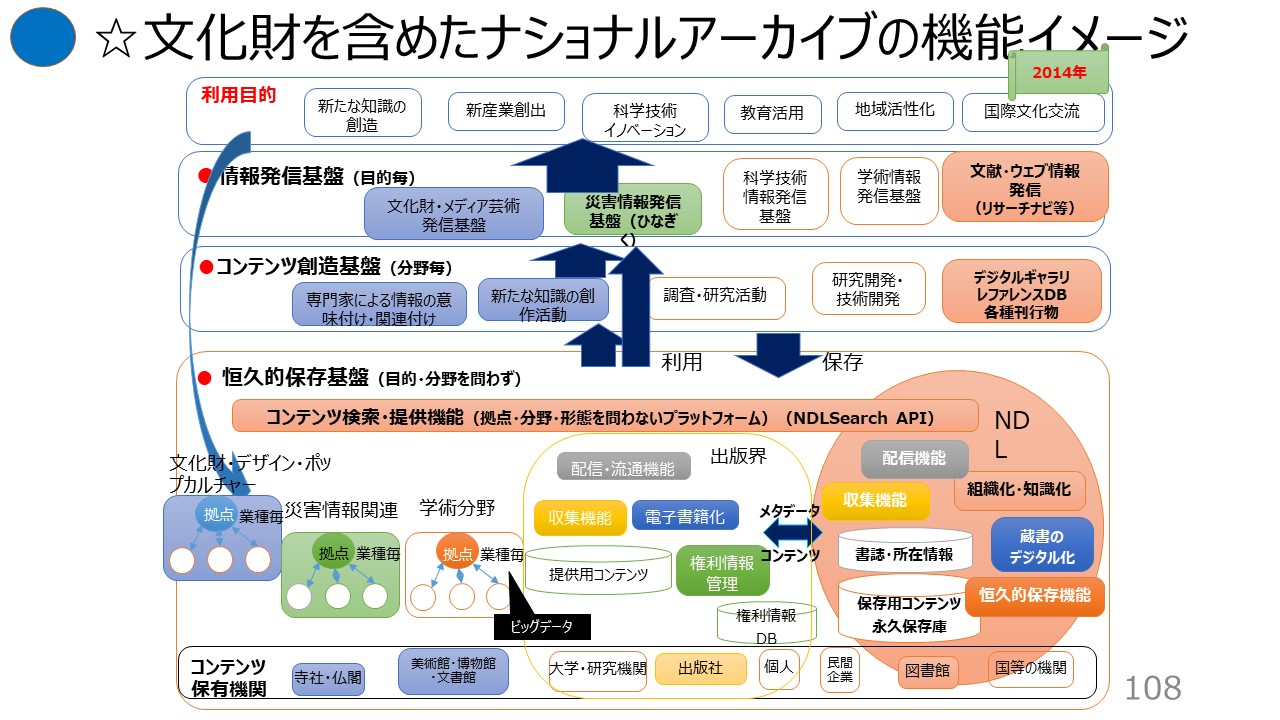 ☆文化財を含めたナショナルアーカイブの機能イメージ
2014年
利用目的
新たな知識の
創造
新産業創出
科学技術
イノベーション
教育活用
地域活性化
国際文化交流
●情報発信基盤（目的毎）
文化財・メディア芸術
発信基盤
災害情報発信
基盤（ひなぎ
く）
科学技術
情報発信
基盤
学術情報
発信基盤
文献・ウェブ情報
発信
（リサーチナビ等）
●コンテンツ創造基盤（分野毎）
専門家による情報の意
味付け・関連付け
新たな知識の創
作活動
調査・研究活動
研究開発・
技術開発
デジタルギャラリ
レファレンスDB
各種刊行物
利用
保存
● 恒久的保存基盤（目的・分野を問わず）
コンテンツ検索・提供機能（拠点・分野・形態を問わないプラットフォーム）（NDLSearch API）
ND
L
文化財・デザイン・ポッ
プカルチャー
拠点
業種毎
災害情報関連
拠点
業種毎
学術分野
拠点
業種毎
ビッグデータ
出版界
配信・流通機能
収集機能
電子書籍化
提供用コンテンツ
権利情報
管理
権利情報
DB
メタデータ
コンテンツ
配信機能
収集機能
組織化・知識化
書誌・所在情報
蔵書の
デジタル化
保存用コンテンツ
永久保存庫
恒久的保存機能
コンテンツ
保有機関
寺社・仏閣
美術館・博物館
・文書館
大学・研究機関
出版社
個人
民間
企業
図書館
国等の機関
108